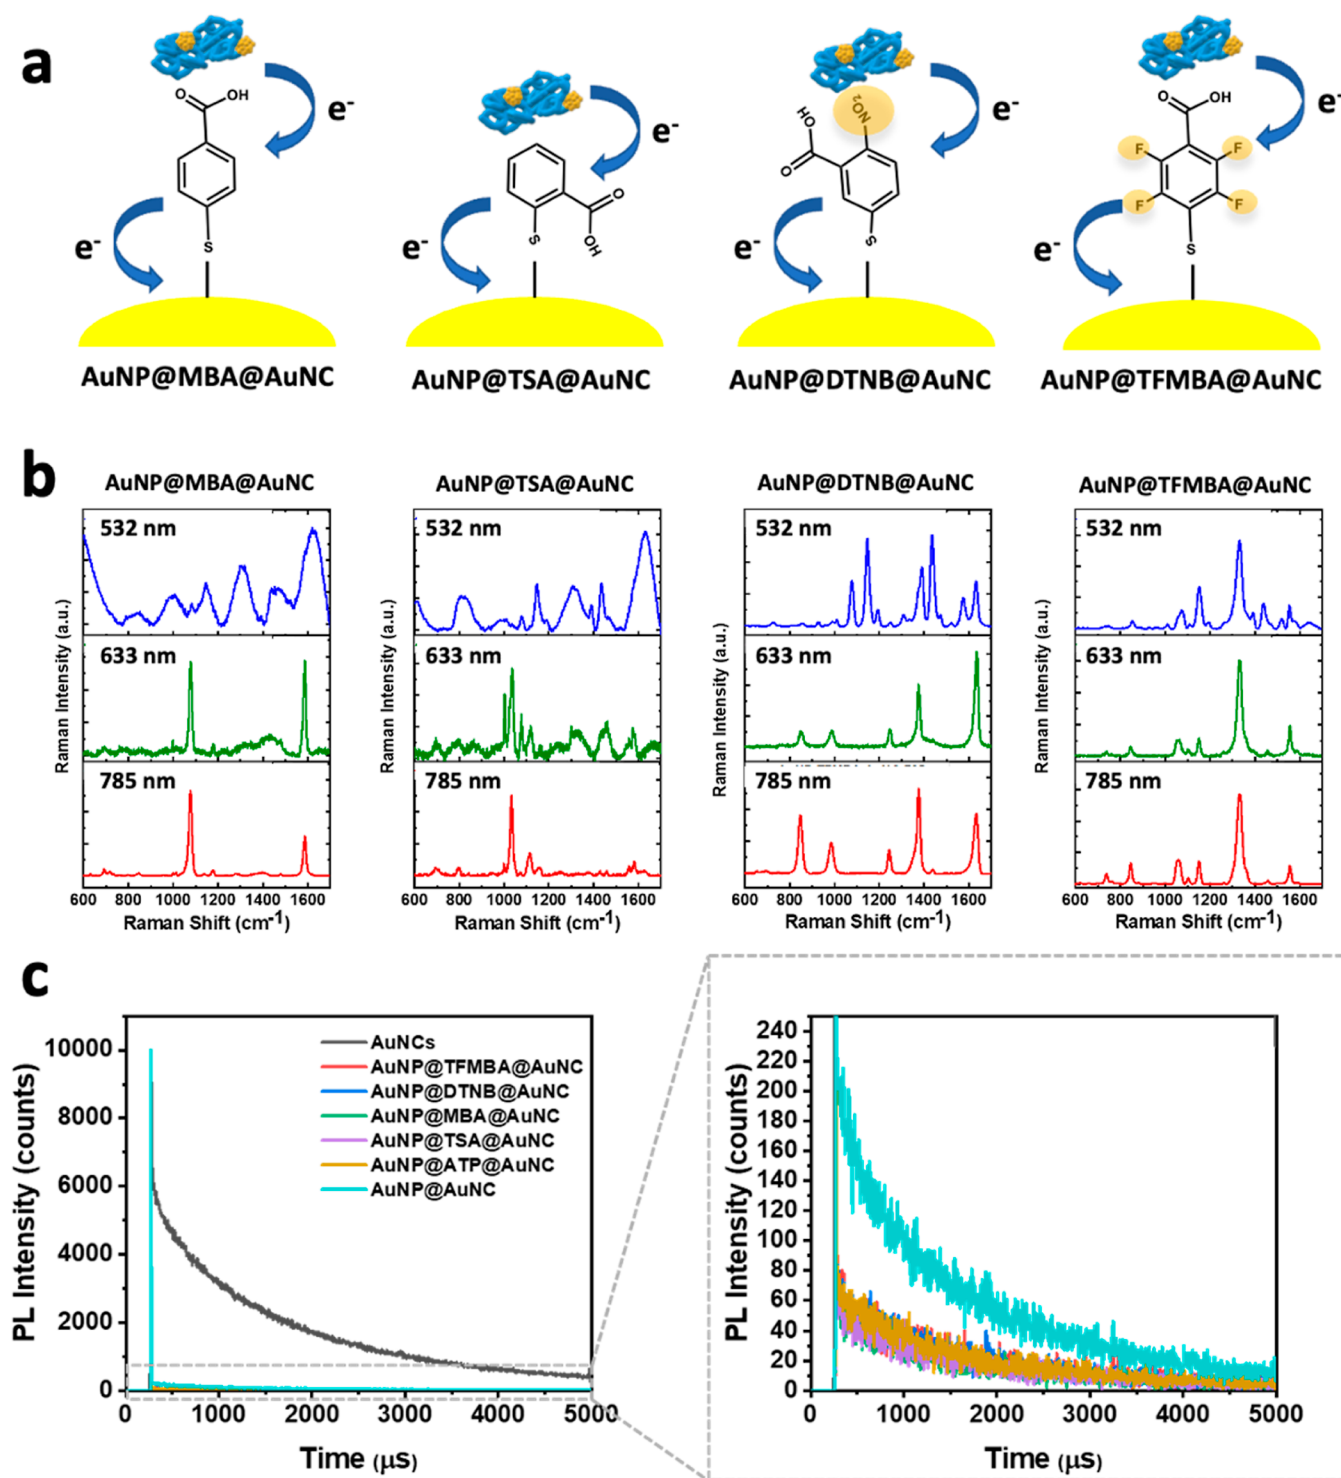 a
e-
e-
e-
e-
e-
e-
e-
e-
O
OH
S
O
OH
S
NO2
HO
O
S
O
OH
F
F
F
F
S
AuNP@MBA@AuNC
AuNP@TSA@AuNC
AuNP@DTNB@AuNC
AuNP@TFMBA@AuNC
b
AuNP@MBA@AuNC
AuNP@TSA@AuNC
AuNP@DTNB@AuNC
AuNP@TFMBA@AuNC
532 nm
532 nm
532 nm
532 nm
633 nm
633 nm
633 nm
633 nm
785 nm
785 nm
785 nm
785 nm
Raman Intensity (a.u.)
Raman Intensity (a.u.)
Raman Intensity (a.u.)
Raman Intensity (a.u.)
600 800 1000 1200 1400 1600
600 800 1000 1200 1400 1600
600 800 1000 1200 1400 1600
600 800 1000 1200 1400 1600
Raman Shift (cm-1)
Raman Shift (cm-1)
Raman Shift (cm-1)
Raman Shift (cm-1)
c
PL Intensity (counts)
10000
8000
6000
4000
2000
0
AuNCs
AuNP@TFMBA@AuNC
AuNP@DTNB@AuNC
AuNP@MBA@AuNC
AuNP@TSA@AuNC
AuNP@ATP@AuNC
AuNP@AuNC
0 1000 2000 3000 4000 5000
Time (μs)
PL Intensity (counts)
240
220
200
180
160
140
120
100
80
60
40
20
0
0 1000 2000 3000 4000 5000
Time (μs)